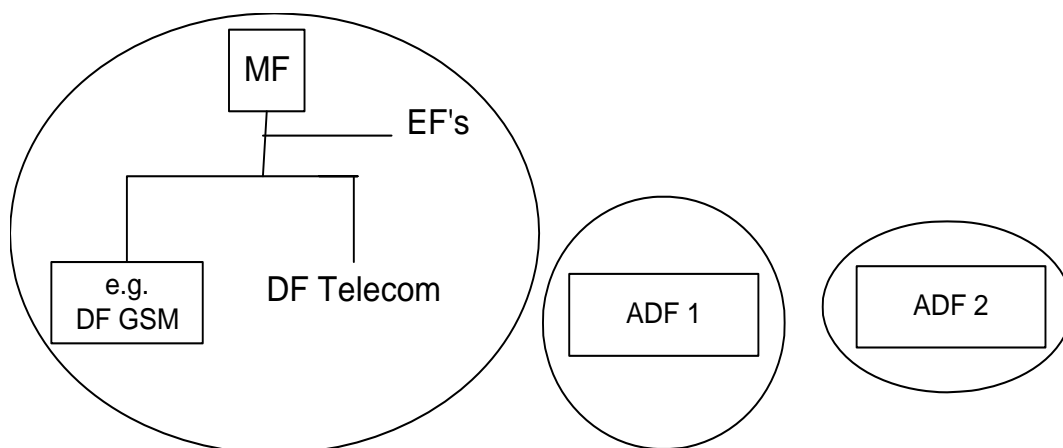 MF
EF's
e.g.
DF GSM
DF Telecom
ADF 1
ADF 2